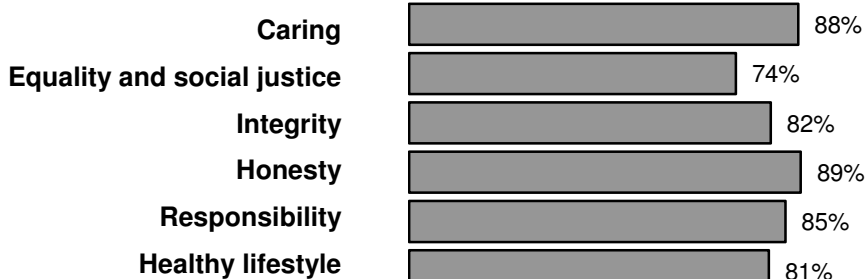 Caring 88%
Equality and social justice 74%
Integrity 82%
Honesty 89%
Responsibility 85%
Healthy lifestyle 81%